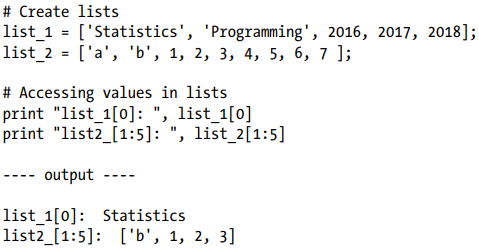 # Create lists
list_1 = ['Statistics', 'Programming', 2016, 2017, 2018];
list_2 = ['a', 'b', 1, 2, 3, 4, 5, 6, 7 ];
# Accessing values in lists
print "list_1[0]: ", list_1[0]
print "list2_[1:5]: ", list_2[1:5]
---- output ----
list_1[0]:  Statistics
list2_[1:5]:  ['b', 1, 2, 3]